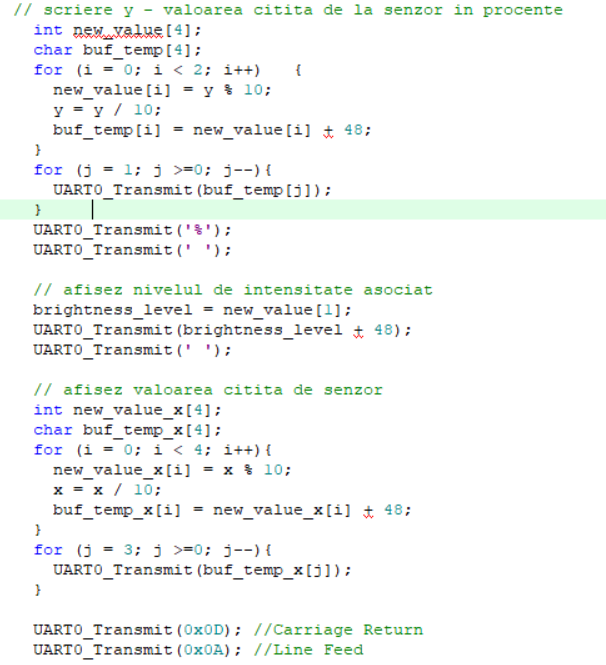 // scriere y - valoarea citita de la senzor in procente
int new_value[4];
char buf_temp[4];
for (i = 0; i < 2; i++)   {
new_value[i] = y % 10;
y = y / 10;
buf_temp[i] = new_value[i] + 48;
}
for (j = 1; j >=0; j--){
UART0_Transmit(buf_temp[j]);
}
UART0_Transmit('%');
UART0_Transmit(' ');
// afisez nivelul de intensitate asociat
brightness_level = new_value[1];
UART0_Transmit(brightness_level + 48);
UART0_Transmit(' ');
// afisez valoarea citita de senzor
int new_value_x[4];
char buf_temp_x[4];
for (i = 0; i < 4; i++){
new_value_x[i] = x % 10;
x = x / 10;
buf_temp_x[i] = new_value_x[i] + 48;
}
for (j = 3; j >=0; j--){
UART0_Transmit(buf_temp_x[j]);
}
UART0_Transmit(0x0D); //Carriage Return
UART0_Transmit(0x0A); //Line Feed